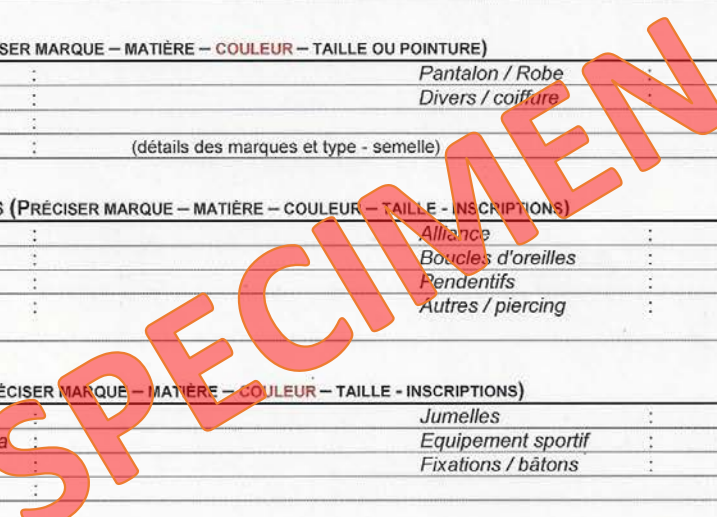 SER MARQUE – MATIÈRE – COULEUR – TAILLE OU POINTURE)
: Pantalon / Robe :
: Divers / coiffure :
:
: (détails des marques et type - semelle)
S (PRÉCISER MARQUE – MATIÈRE – COULEUR – TAILLE - INSCRIPTIONS)
: Alliance :
: Boucles d'oreilles :
: Pendentifs :
: Autres / piercing :
ÉCISER MARQUE – MATIÈRE – COULEUR – TAILLE - INSCRIPTIONS)
: Jumelles :
a : Equipement sportif :
: Fixations / bâtons :
:
SPECIMEN